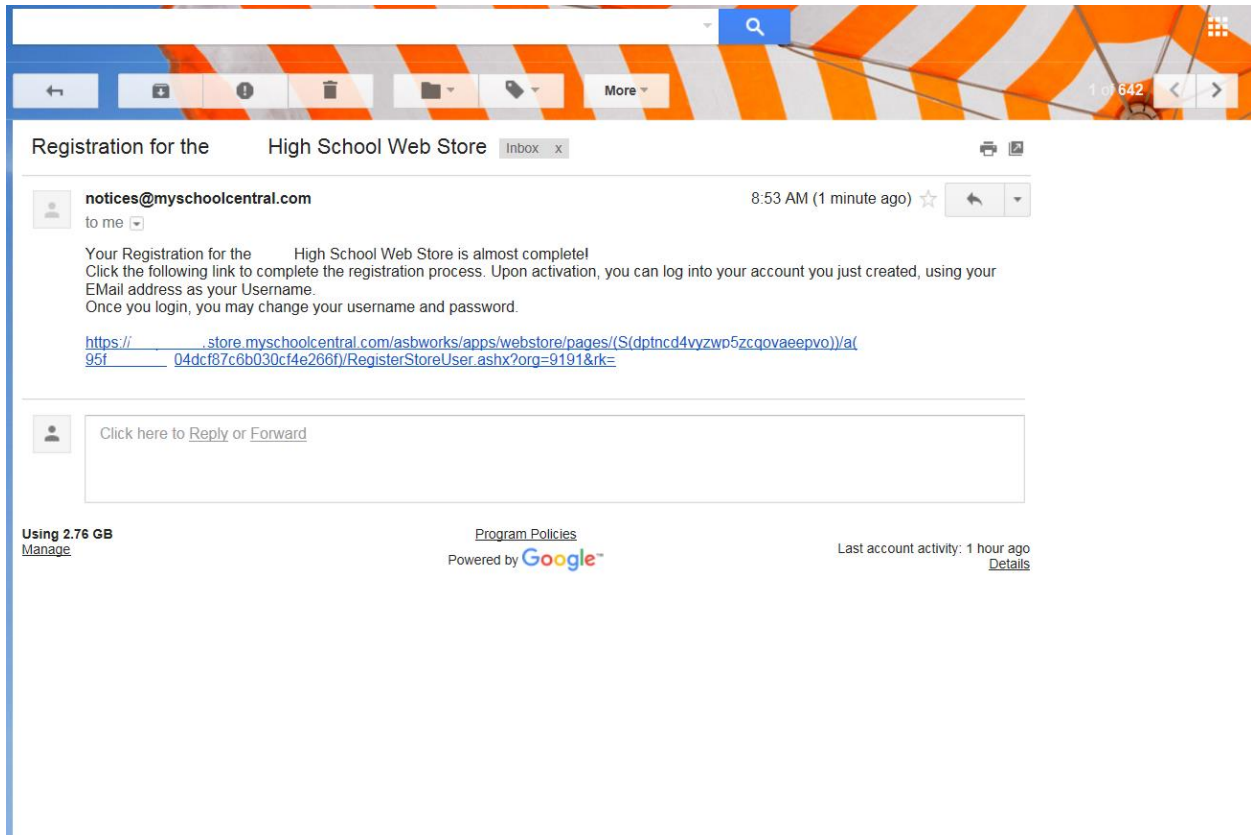 More
1 of 642
Registration for the High School Web Store Inbox x
notices@myschoolcentral.com 8:53 AM (1 minute ago)
to me
Your Registration for the High School Web Store is almost complete!
Click the following link to complete the registration process. Upon activation, you can log into your account you just created, using your
EMail address as your Username.
Once you login, you may change your username and password.
https:// .store.myschoolcentral.com/asbworks/apps/webstore/pages/(S(dptncd4vyzwp5zcqovaeepvo))/a(
95f 04dcf87c6b030cf4e266f)/RegisterStoreUser.ashx?org=9191&rk=
Click here to Reply or Forward
Using 2.76 GB
Manage
Program Policies
Powered by Google™
Last account activity: 1 hour ago
Details